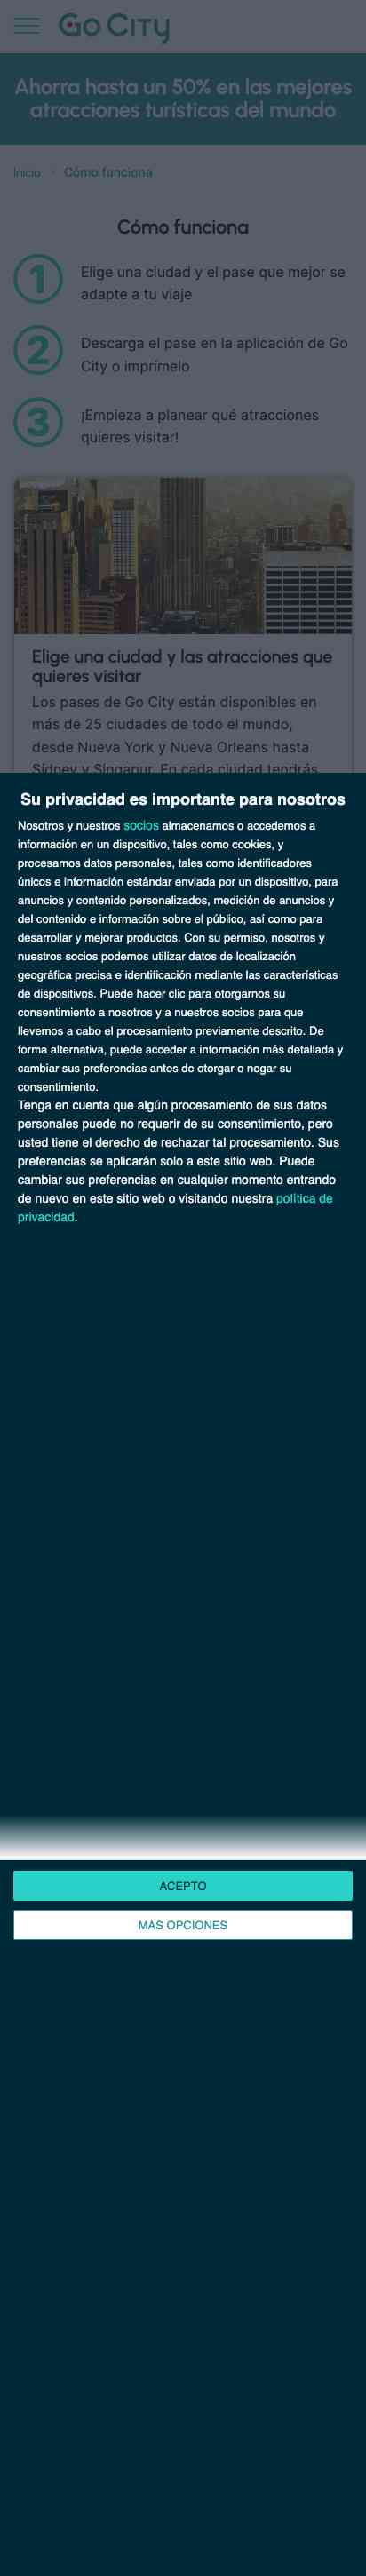 Go City
Ahorra hasta un 50% en las mejores
atracciones turísticas del mundo
Inicio
Cómo funciona
Cómo funciona
1
Elige una ciudad y el pase que mejor se
adapte a tu viaje
2
Descarga el pase en la aplicación de Go
City o imprímelo
3
¡Empieza a planear qué atracciones
quieres visitar!
Elige una ciudad y las atracciones que
quieres visitar
Los pases de Go City están disponibles en
más de 25 ciudades de todo el mundo,
desde Nueva York y Nueva Orleans hasta
Sídney y Singapur. En cada ciudad tendrás
Su privacidad es importante para nosotros
Nosotros y nuestros socios almacenamos o accedemos a
información en un dispositivo, tales como cookies, y
procesamos datos personales, tales como identificadores
únicos e información estándar enviada por un dispositivo, para
anuncios y contenido personalizados, medición de anuncios y
del contenido e información sobre el público, así como para
desarrollar y mejorar productos. Con su permiso, nosotros y
nuestros socios podemos utilizar datos de localización
geográfica precisa e identificación mediante las características
de dispositivos. Puede hacer clic para otorgarnos su
consentimiento a nosotros y a nuestros socios para que
llevemos a cabo el procesamiento previamente descrito. De
forma alternativa, puede acceder a información más detallada y
cambiar sus preferencias antes de otorgar o negar su
consentimiento.
Tenga en cuenta que algún procesamiento de sus datos
personales puede no requerir de su consentimiento, pero
usted tiene el derecho de rechazar tal procesamiento. Sus
preferencias se aplicarán solo a este sitio web. Puede
cambiar sus preferencias en cualquier momento entrando
de nuevo en este sitio web o visitando nuestra política de
privacidad.
ACEPTO
MÁS OPCIONES